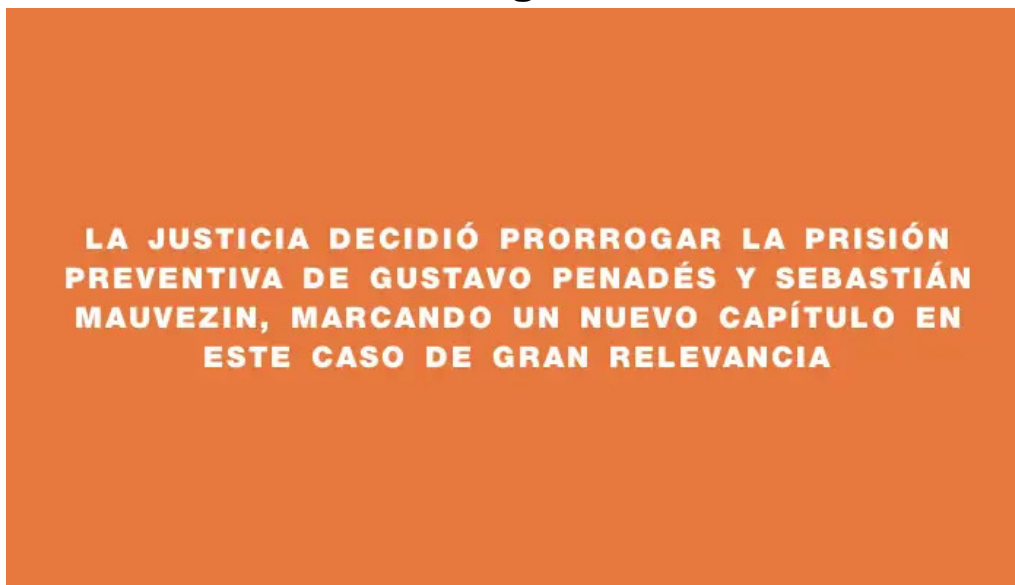 LA JUSTICIA DECIDIÓ PRORROGAR LA PRISIÓN
PREVENTIVA DE GUSTAVO PENADÉS Y SEBASTIÁN
MAUVEZIN, MARCANDO UN NUEVO CAPÍTULO EN
ESTE CASO DE GRAN RELEVANCIA